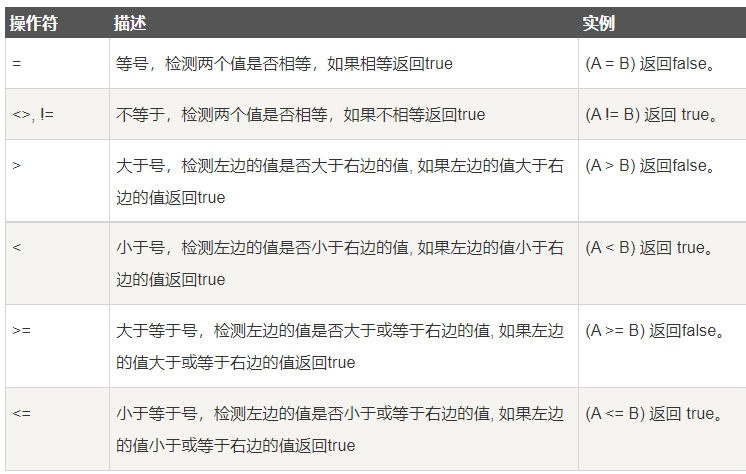 操作符 描述 实例
= 等号，检测两个值是否相等，如果相等返回true (A = B) 返回false。
<>, != 不等于，检测两个值是否相等，如果不相等返回true (A != B) 返回 true。
> 大于号，检测左边的值是否大于右边的值, 如果左边的值大于右 (A > B) 返回false。
边的值返回true
< 小于号，检测左边的值是否小于右边的值, 如果左边的值小于右 (A < B) 返回 true。
边的值返回true
>= 大于等于号，检测左边的值是否大于或等于右边的值, 如果左边 (A >= B) 返回false。
的值大于或等于右边的值返回true
<= 小于等于号，检测左边的值是否小于或等于右边的值, 如果左边 (A <= B) 返回 true。
的值小于或等于右边的值返回true